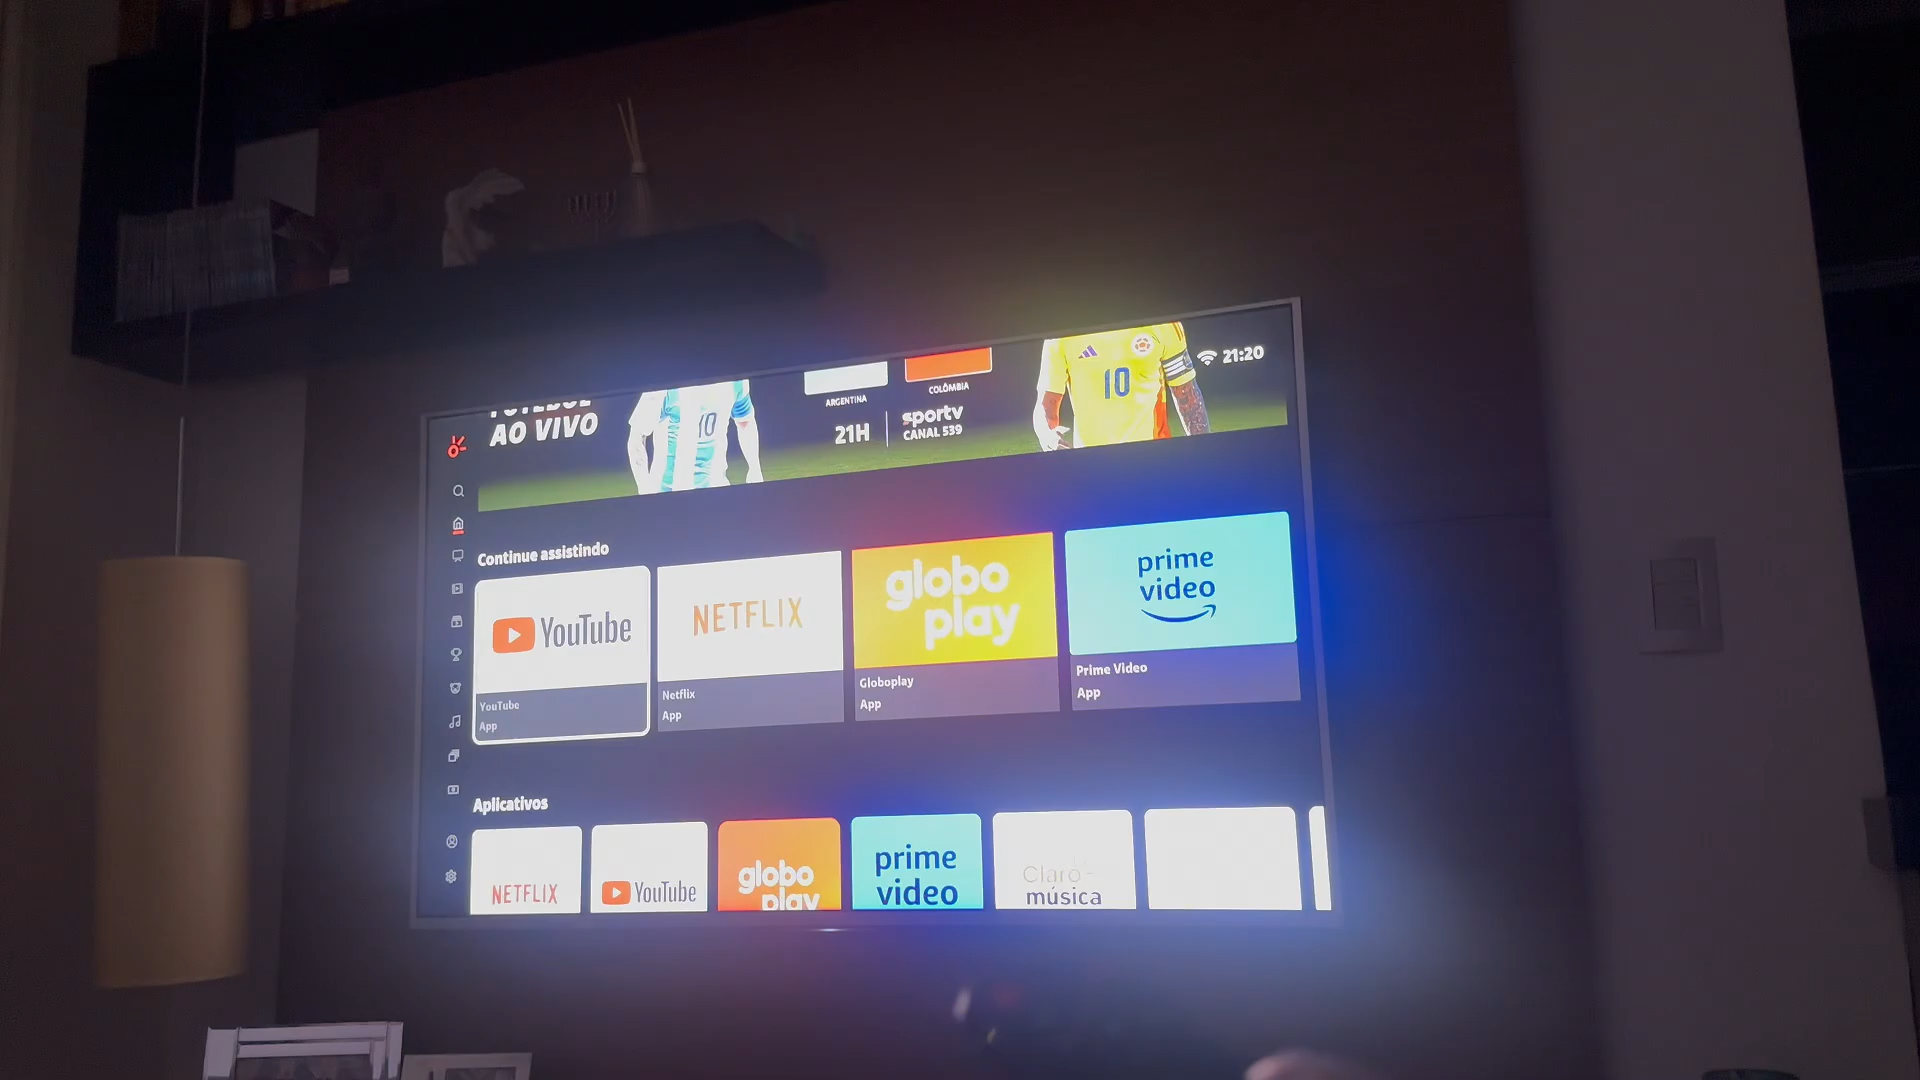 AO VIVO
10
ARGENTINA
COLÔMBIA
21H
sportv
CANAL 539
10
21:20
Continue assistindo
YouTube
NETFLIX
globo
play
prime
video
YouTube
App
Netflix
App
Globoplay
App
Prime Video
App
Aplicativos
NETFLIX
YouTube
globo
play
prime
video
Claro-
música